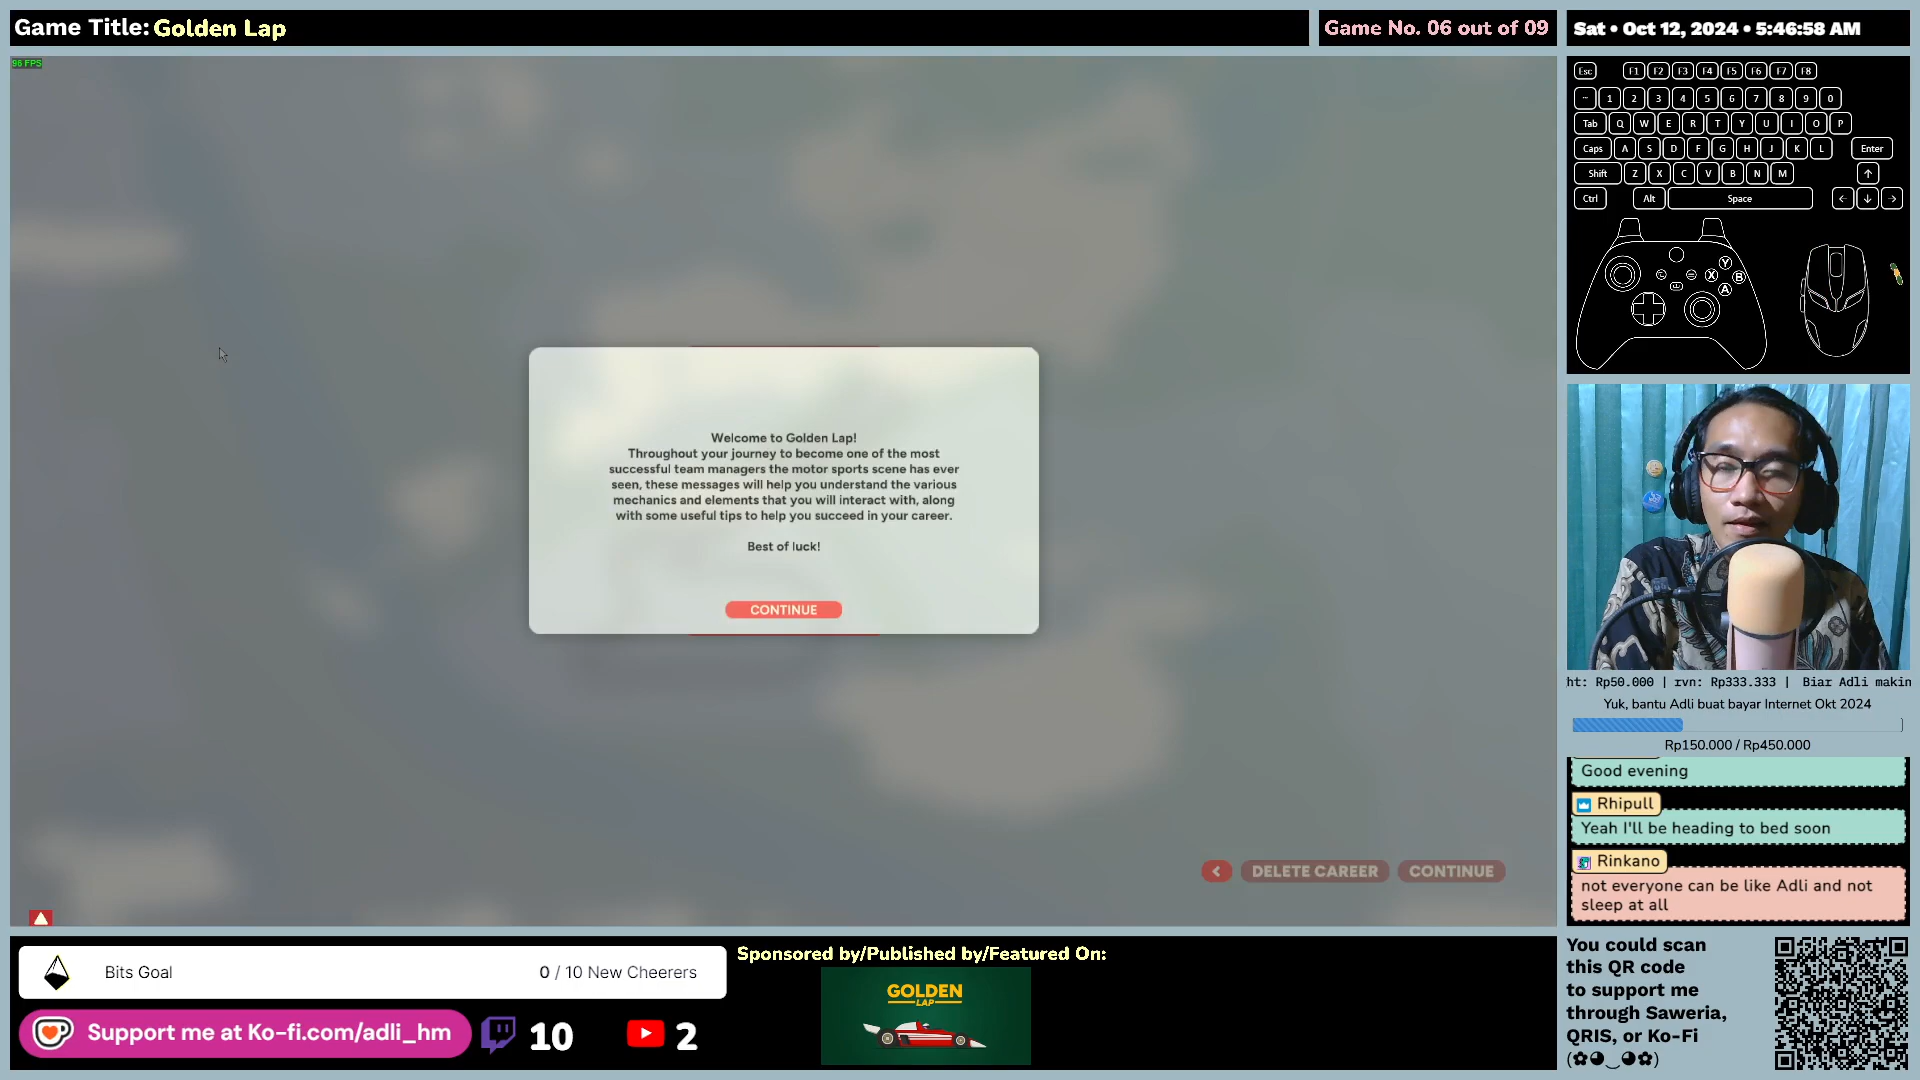 Game Title: Golden Lap
Game No. 06 out of 09
Sat • Oct 12, 2024 • 5:46:58 AM
96 FPS
Esc F1 F2 F3 F4 F5 F6 F7 F8
~ 1 2 3 4 5 6 7 8 9 0
Tab Q W E R T Y U I O P
Caps A S D F G H J K L Enter
Shift Z X C V B N M ↑
Ctrl Alt Space ← ↓ →
Y
X B
A
Welcome to Golden Lap!
Throughout your journey to become one of the most
successful team managers the motor sports scene has ever
seen, these messages will help you understand the various
mechanics and elements that you will interact with, along
with some useful tips to help you succeed in your career.
Best of luck!
CONTINUE
< DELETE CAREER CONTINUE
ht: Rp50.000 | rvn: Rp333.333 | Biar Adli makin
Yuk, bantu Adli buat bayar Internet Okt 2024
Rp150.000 / Rp450.000
Good evening
Rhipull
Yeah I'll be heading to bed soon
Rinkano
not everyone can be like Adli and not
sleep at all
Bits Goal 0 / 10 New Cheerers
Support me at Ko-fi.com/adli_hm
10 2
Sponsored by/Published by/Featured On:
GOLDEN
LAP
You could scan
this QR code
to support me
through Saweria,
QRIS, or Ko-Fi
(✿◕‿◕✿)